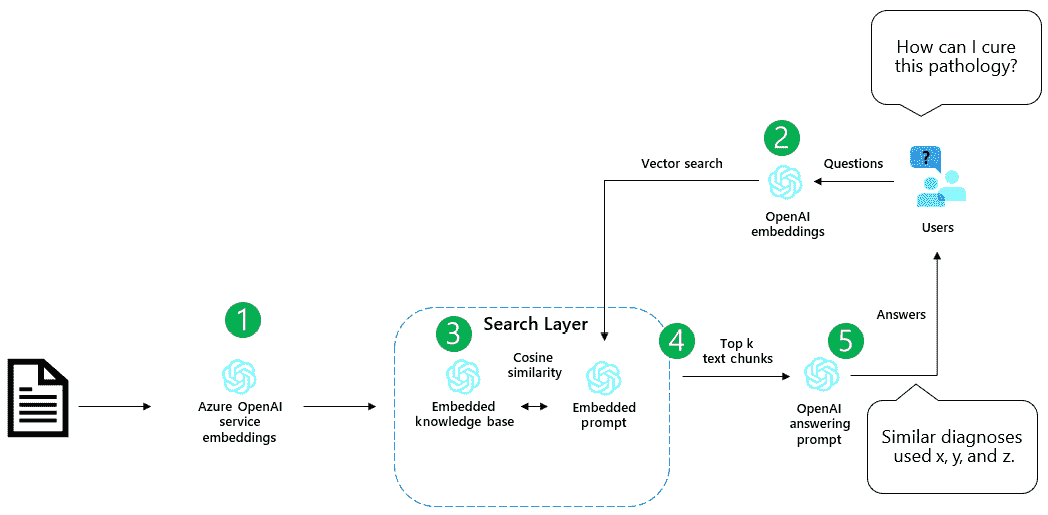 How can I cure
this pathology?
2
Vector search
Questions
?
OpenAI
embeddings
Users
1
3
Search Layer
4
5
Answers
Cosine
similarity
Top k
text chunks
Azure OpenAI
service
embeddings
Embedded
knowledge base
Embedded
prompt
OpenAI
answering
prompt
Similar diagnoses
used x, y, and z.